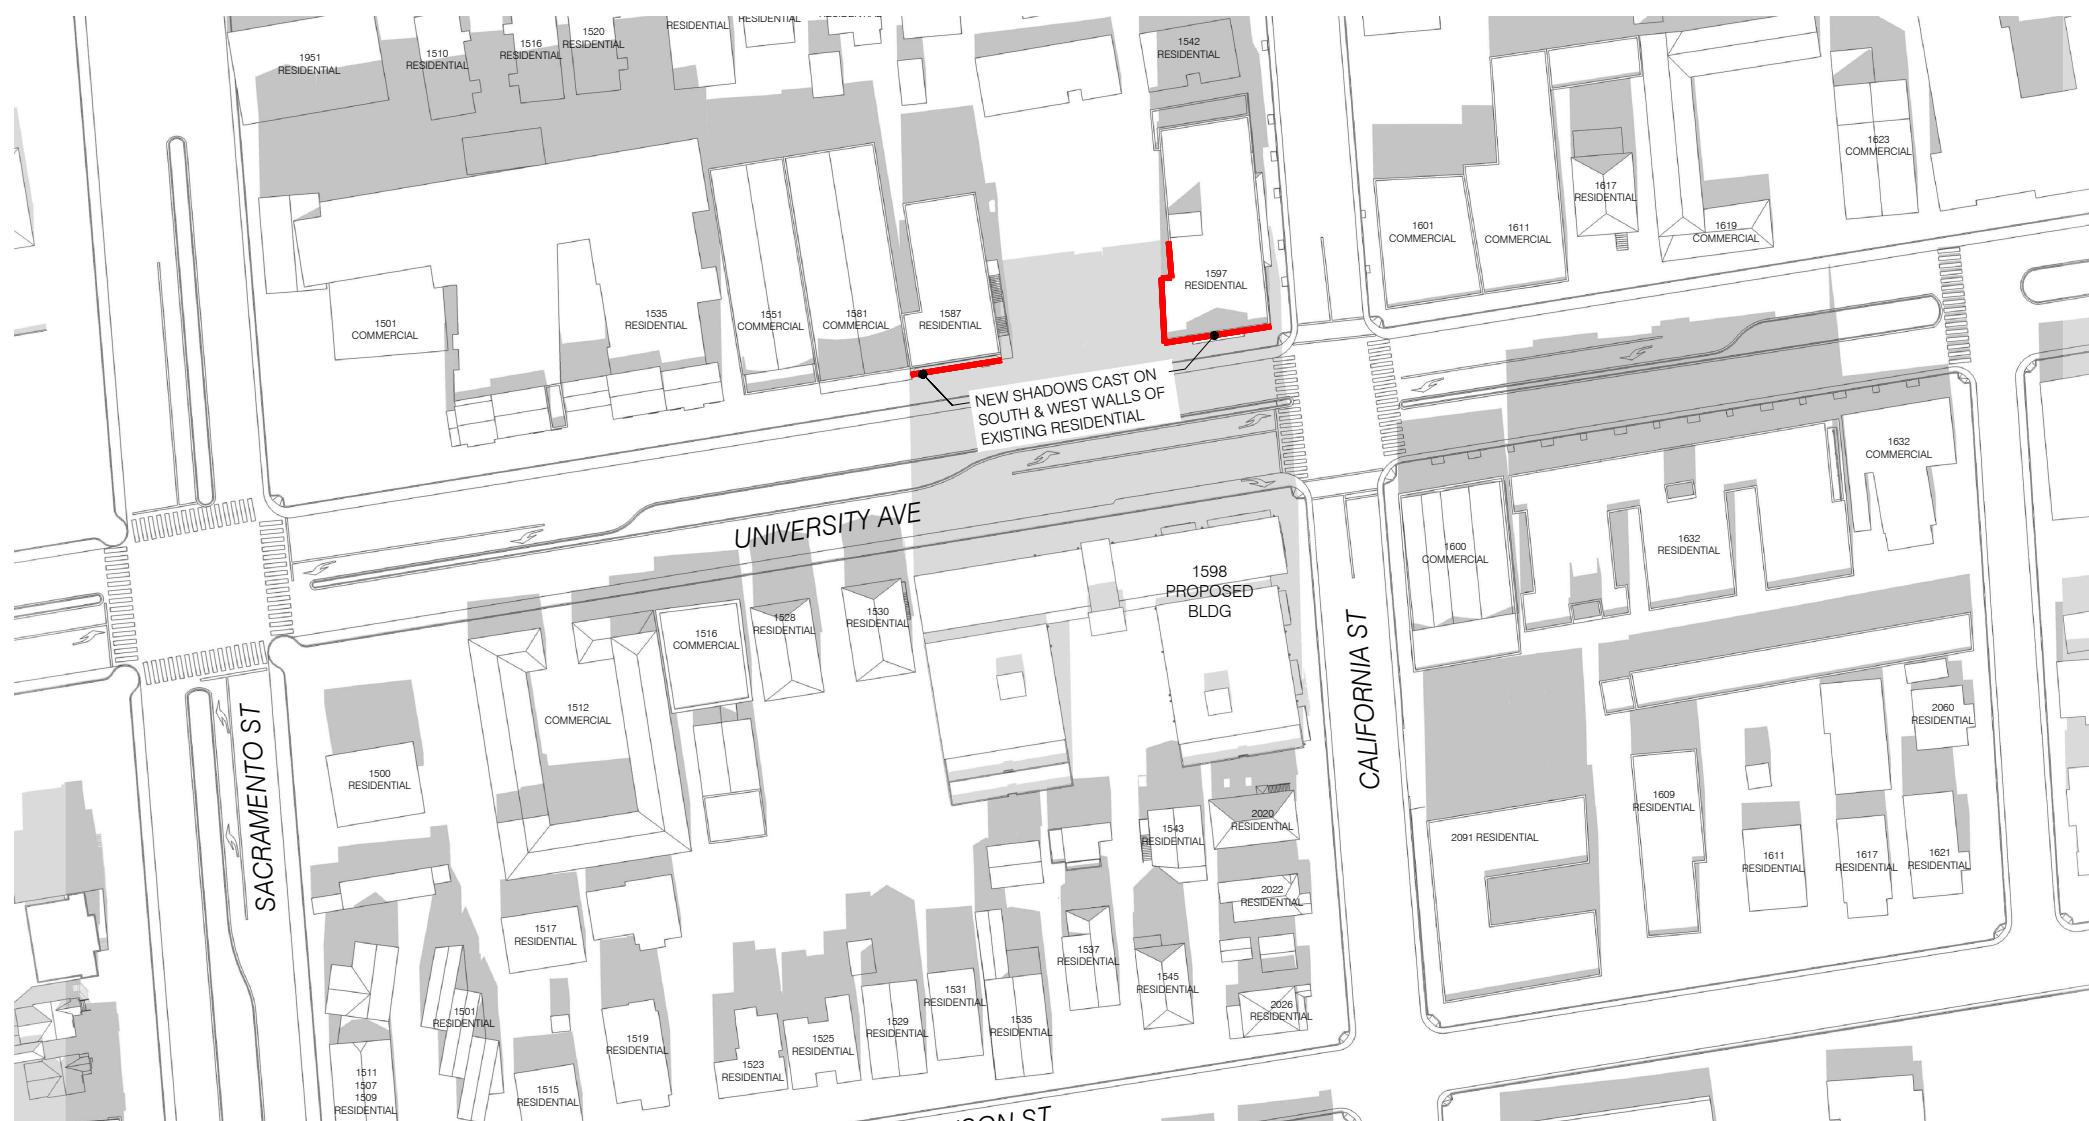 RESIDENTIAL
RESIDENTIAL
1951
RESIDENTIAL
1510
RESIDENTIAL
1516
RESIDENTIAL
1520
RESIDENTIAL
1542
RESIDENTIAL
1623
COMMERCIAL
1617
RESIDENTIAL
1601
COMMERCIAL
1611
COMMERCIAL
1619
COMMERCIAL
1597
RESIDENTIAL
1501
COMMERCIAL
1535
RESIDENTIAL
1551
COMMERCIAL
1581
COMMERCIAL
1587
RESIDENTIAL
NEW SHADOWS CAST ON
SOUTH & WEST WALLS OF
EXISTING RESIDENTIAL
1632
COMMERCIAL
UNIVERSITY AVE
1600
COMMERCIAL
1632
RESIDENTIAL
1598
PROPOSED
BLDG
1516
COMMERCIAL
1528
RESIDENTIAL
1530
RESIDENTIAL
CALIFORNIA ST
SACRAMENTO ST
1512
COMMERCIAL
2060
RESIDENTIAL
1500
RESIDENTIAL
1609
RESIDENTIAL
1543
RESIDENTIAL
2020
RESIDENTIAL
2091 RESIDENTIAL
1611
RESIDENTIAL
1617
RESIDENTIAL
1621
RESIDENTIAL
2022
RESIDENTIAL
1517
RESIDENTIAL
1537
RESIDENTIAL
1545
RESIDENTIAL
1531
RESIDENTIAL
2026
RESIDENTIAL
1501
RESIDENTIAL
1529
RESIDENTIAL
1535
RESIDENTIAL
1519
RESIDENTIAL
1525
RESIDENTIAL
1523
RESIDENTIAL
1511
1507
1509
RESIDENTIAL
1515
RESIDENTIAL
ST